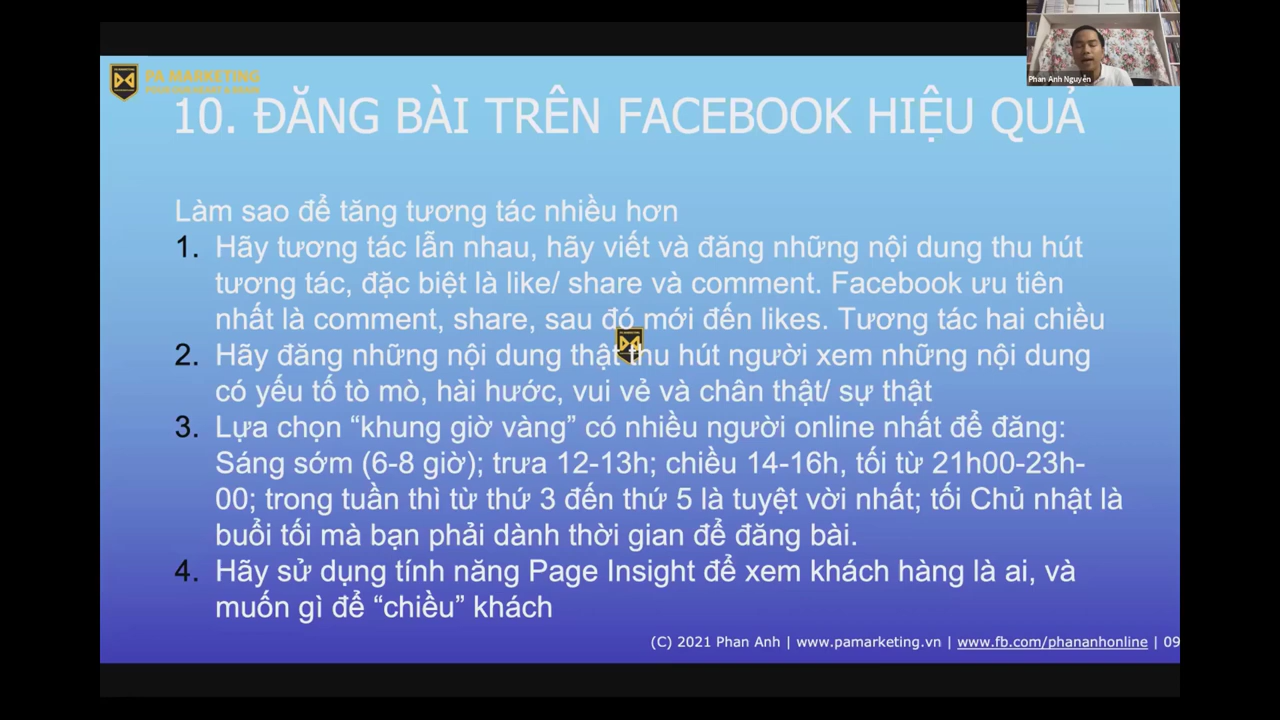 PA MARKETING
Phan Anh Nguyễn
10. ĐĂNG BÀI TRÊN FACEBOOK HIỆU QUẢ
Làm sao để tăng tương tác nhiều hơn
1. Hãy tương tác lẫn nhau, hãy viết và đăng những nội dung thu hút
tương tác, đặc biệt là like/ share và comment. Facebook ưu tiên
nhất là comment, share, sau đó mới đến likes. Tương tác hai chiều
2. Hãy đăng những nội dung thật thu hút người xem những nội dung
có yếu tố tò mò, hài hước, vui vẻ và chân thật/ sự thật
3. Lựa chọn “khung giờ vàng” có nhiều người online nhất để đăng:
Sáng sớm (6-8 giờ); trưa 12-13h; chiều 14-16h, tối từ 21h00-23h-
00; trong tuần thì từ thứ 3 đến thứ 5 là tuyệt vời nhất; tối Chủ nhật là
buổi tối mà bạn phải dành thời gian để đăng bài.
4. Hãy sử dụng tính năng Page Insight để xem khách hàng là ai, và
muốn gì để “chiều” khách
(C) 2021 Phan Anh | www.pamarketing.vn | www.fb.com/phananhonline | 09